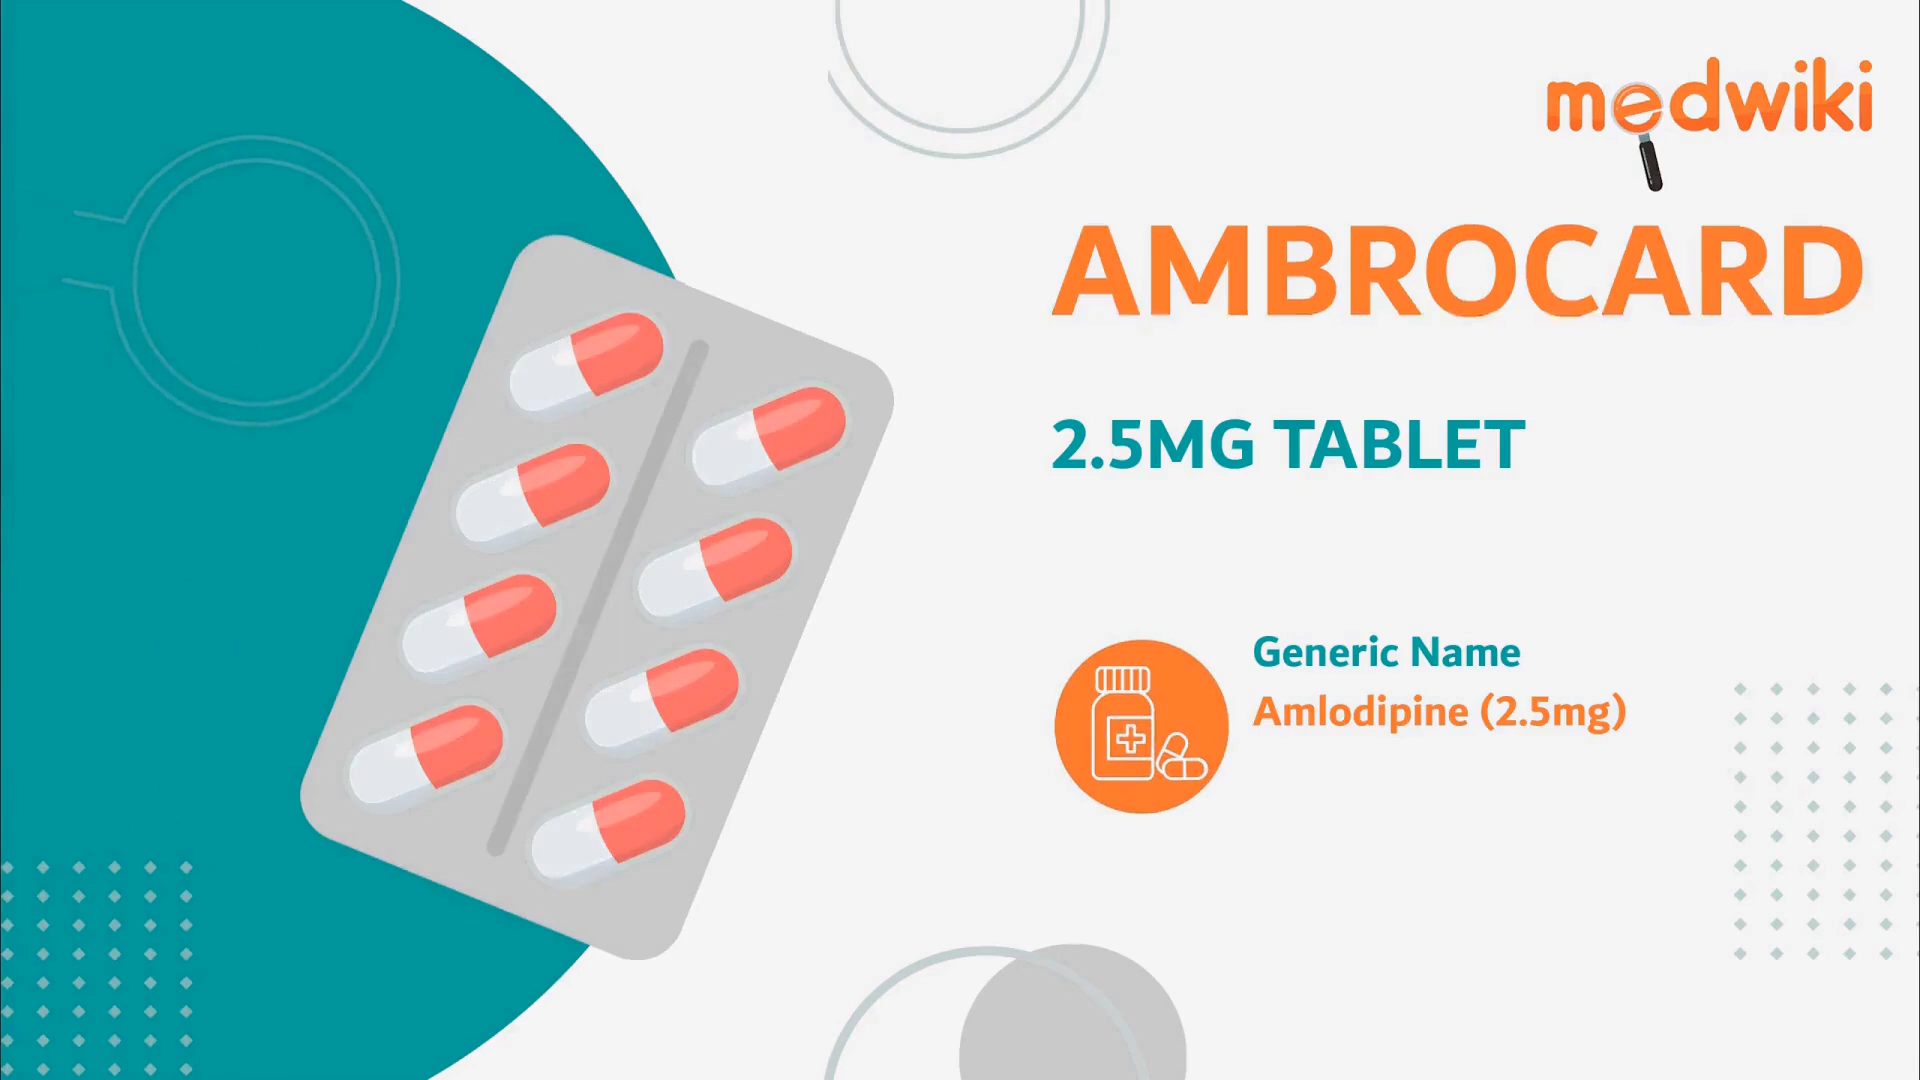 medwiki
AMBROCARD
2.5MG TABLET
Generic Name
Amlodipine (2.5mg)